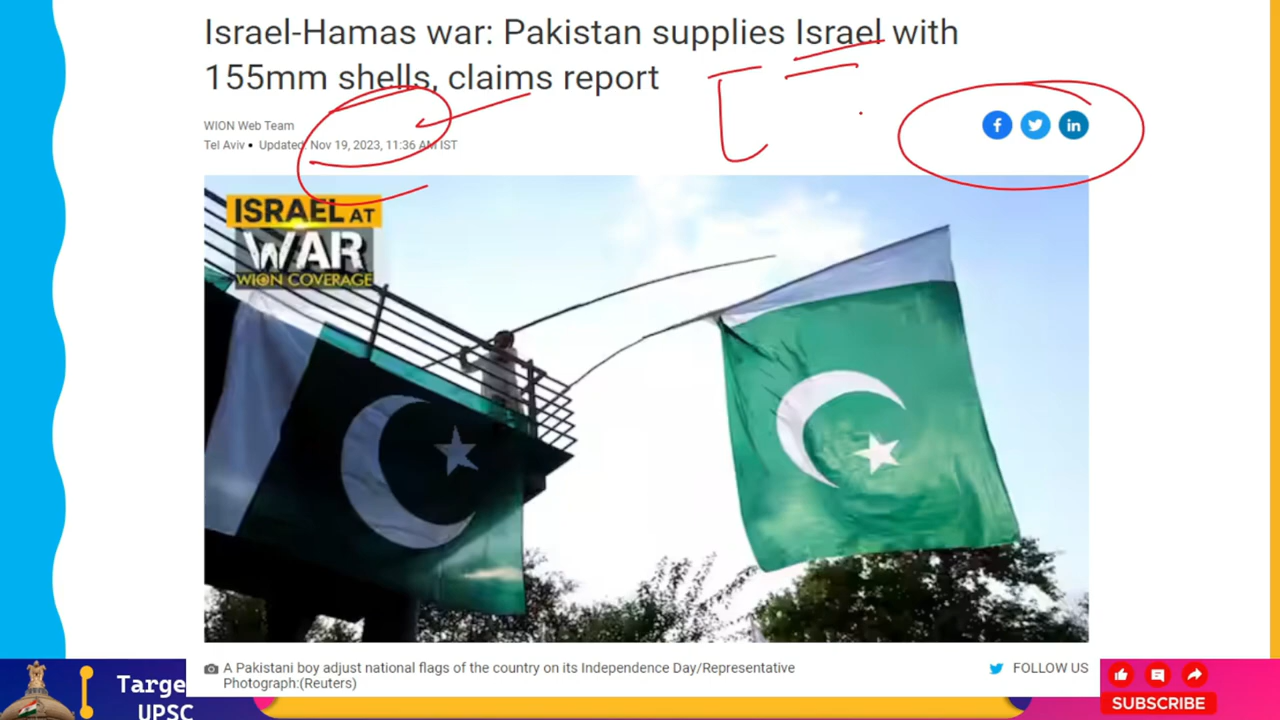 Israel-Hamas war: Pakistan supplies Israel with
155mm shells, claims report
WION Web Team
Tel Aviv • Updated: Nov 19, 2023, 11:36 AM IST
ISRAEL AT
WAR
WION COVERAGE
A Pakistani boy adjust national flags of the country on its Independence Day/Representative
Photograph:(Reuters)
FOLLOW US
Targe
UPSC
SUBSCRIBE